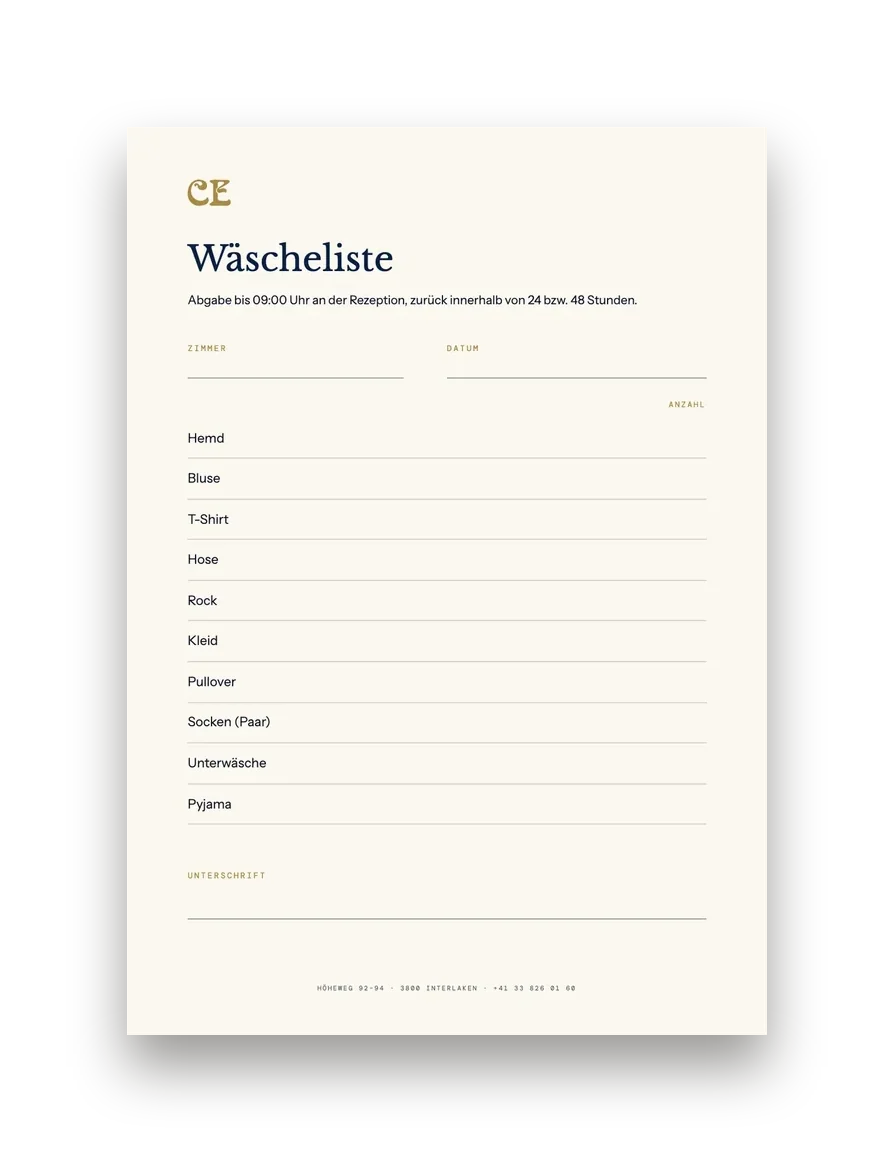 CE
Wäscheliste
Abgabe bis 09:00 Uhr an der Rezeption, zurück innerhalb von 24 bzw. 48 Stunden.
ZIMMER DATUM
ANZAHL
Hemd
Bluse
T-Shirt
Hose
Rock
Kleid
Pullover
Socken (Paar)
Unterwäsche
Pyjama
UNTERSCHRIFT
HÖHEWEG 92-94 · 3800 INTERLAKEN · +41 33 826 01 60